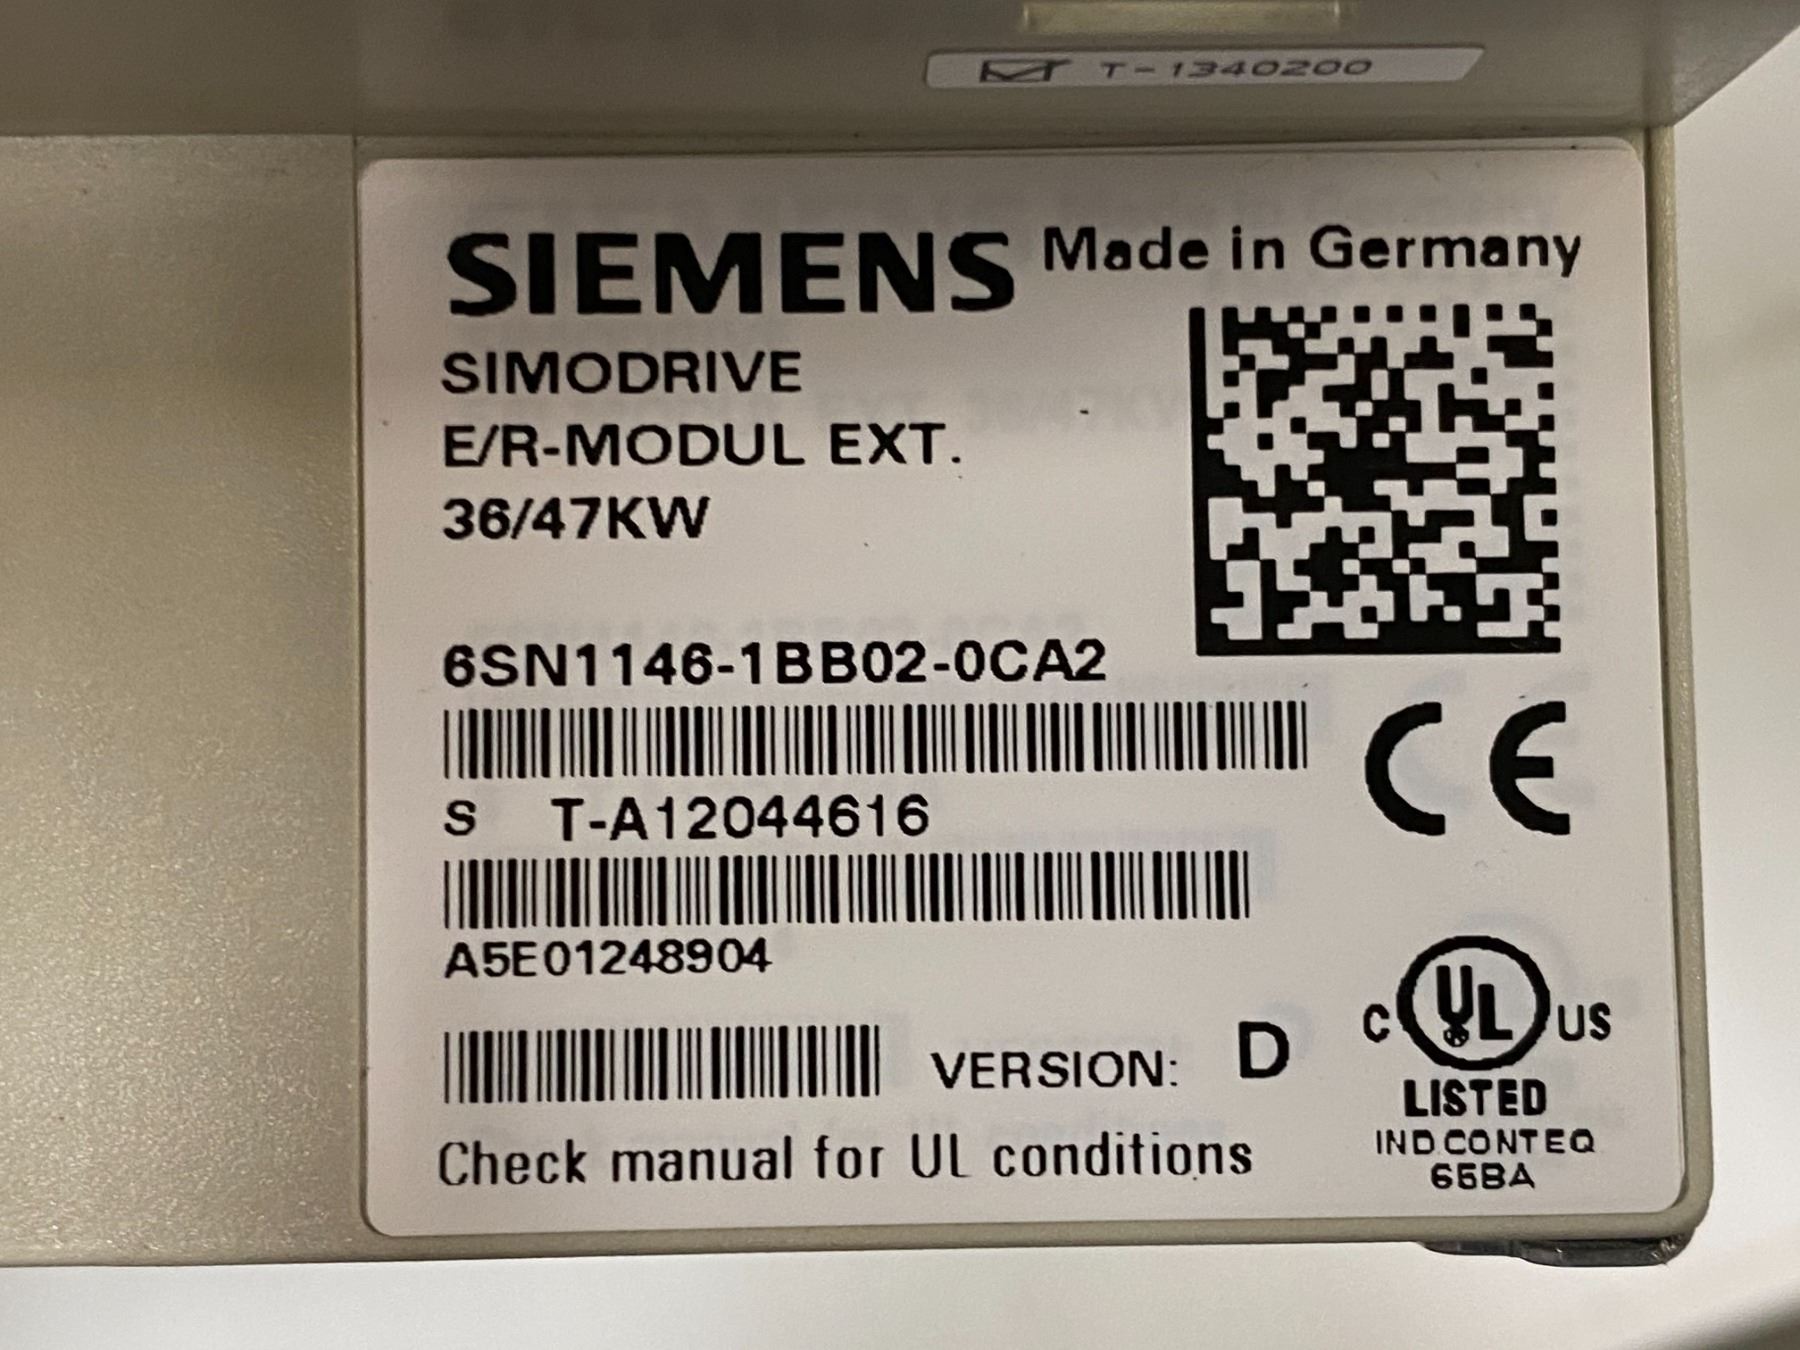 T-1340200
SIEMENS Made in Germany
SIMODRIVE
E/R-MODUL EXT.
36/47KW
6SN1146-1BB02-0CA2
S T-A12044616
A5E01248904
VERSION: D
Check manual for UL conditions
CE
C UL US
LISTED
IND.CONT.EQ
65BA